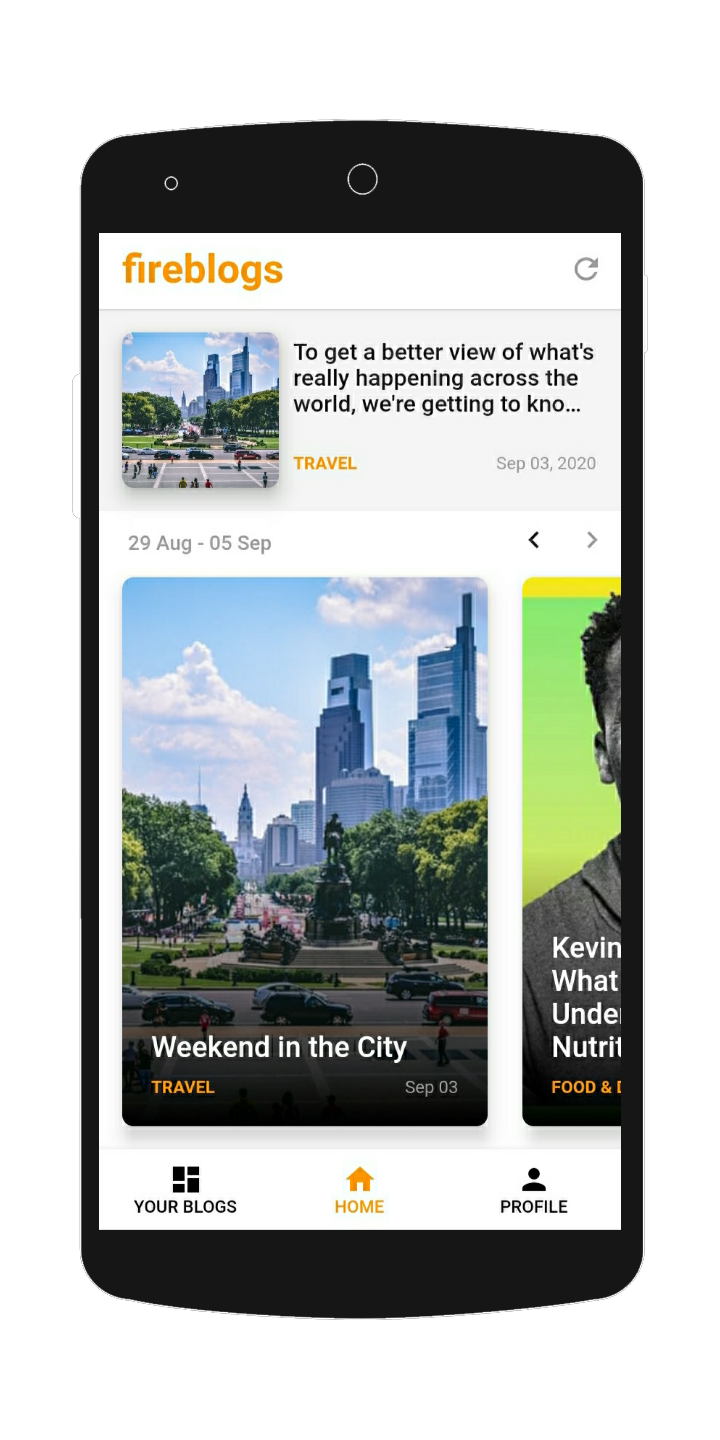 fireblogs
To get a better view of what's
really happening across the
world, we're getting to kno...
TRAVEL
Sep 03, 2020
29 Aug - 05 Sep
Weekend in the City
TRAVEL
Sep 03
Kevin
What
Under
Nutrit
FOOD & D
YOUR BLOGS
HOME
PROFILE